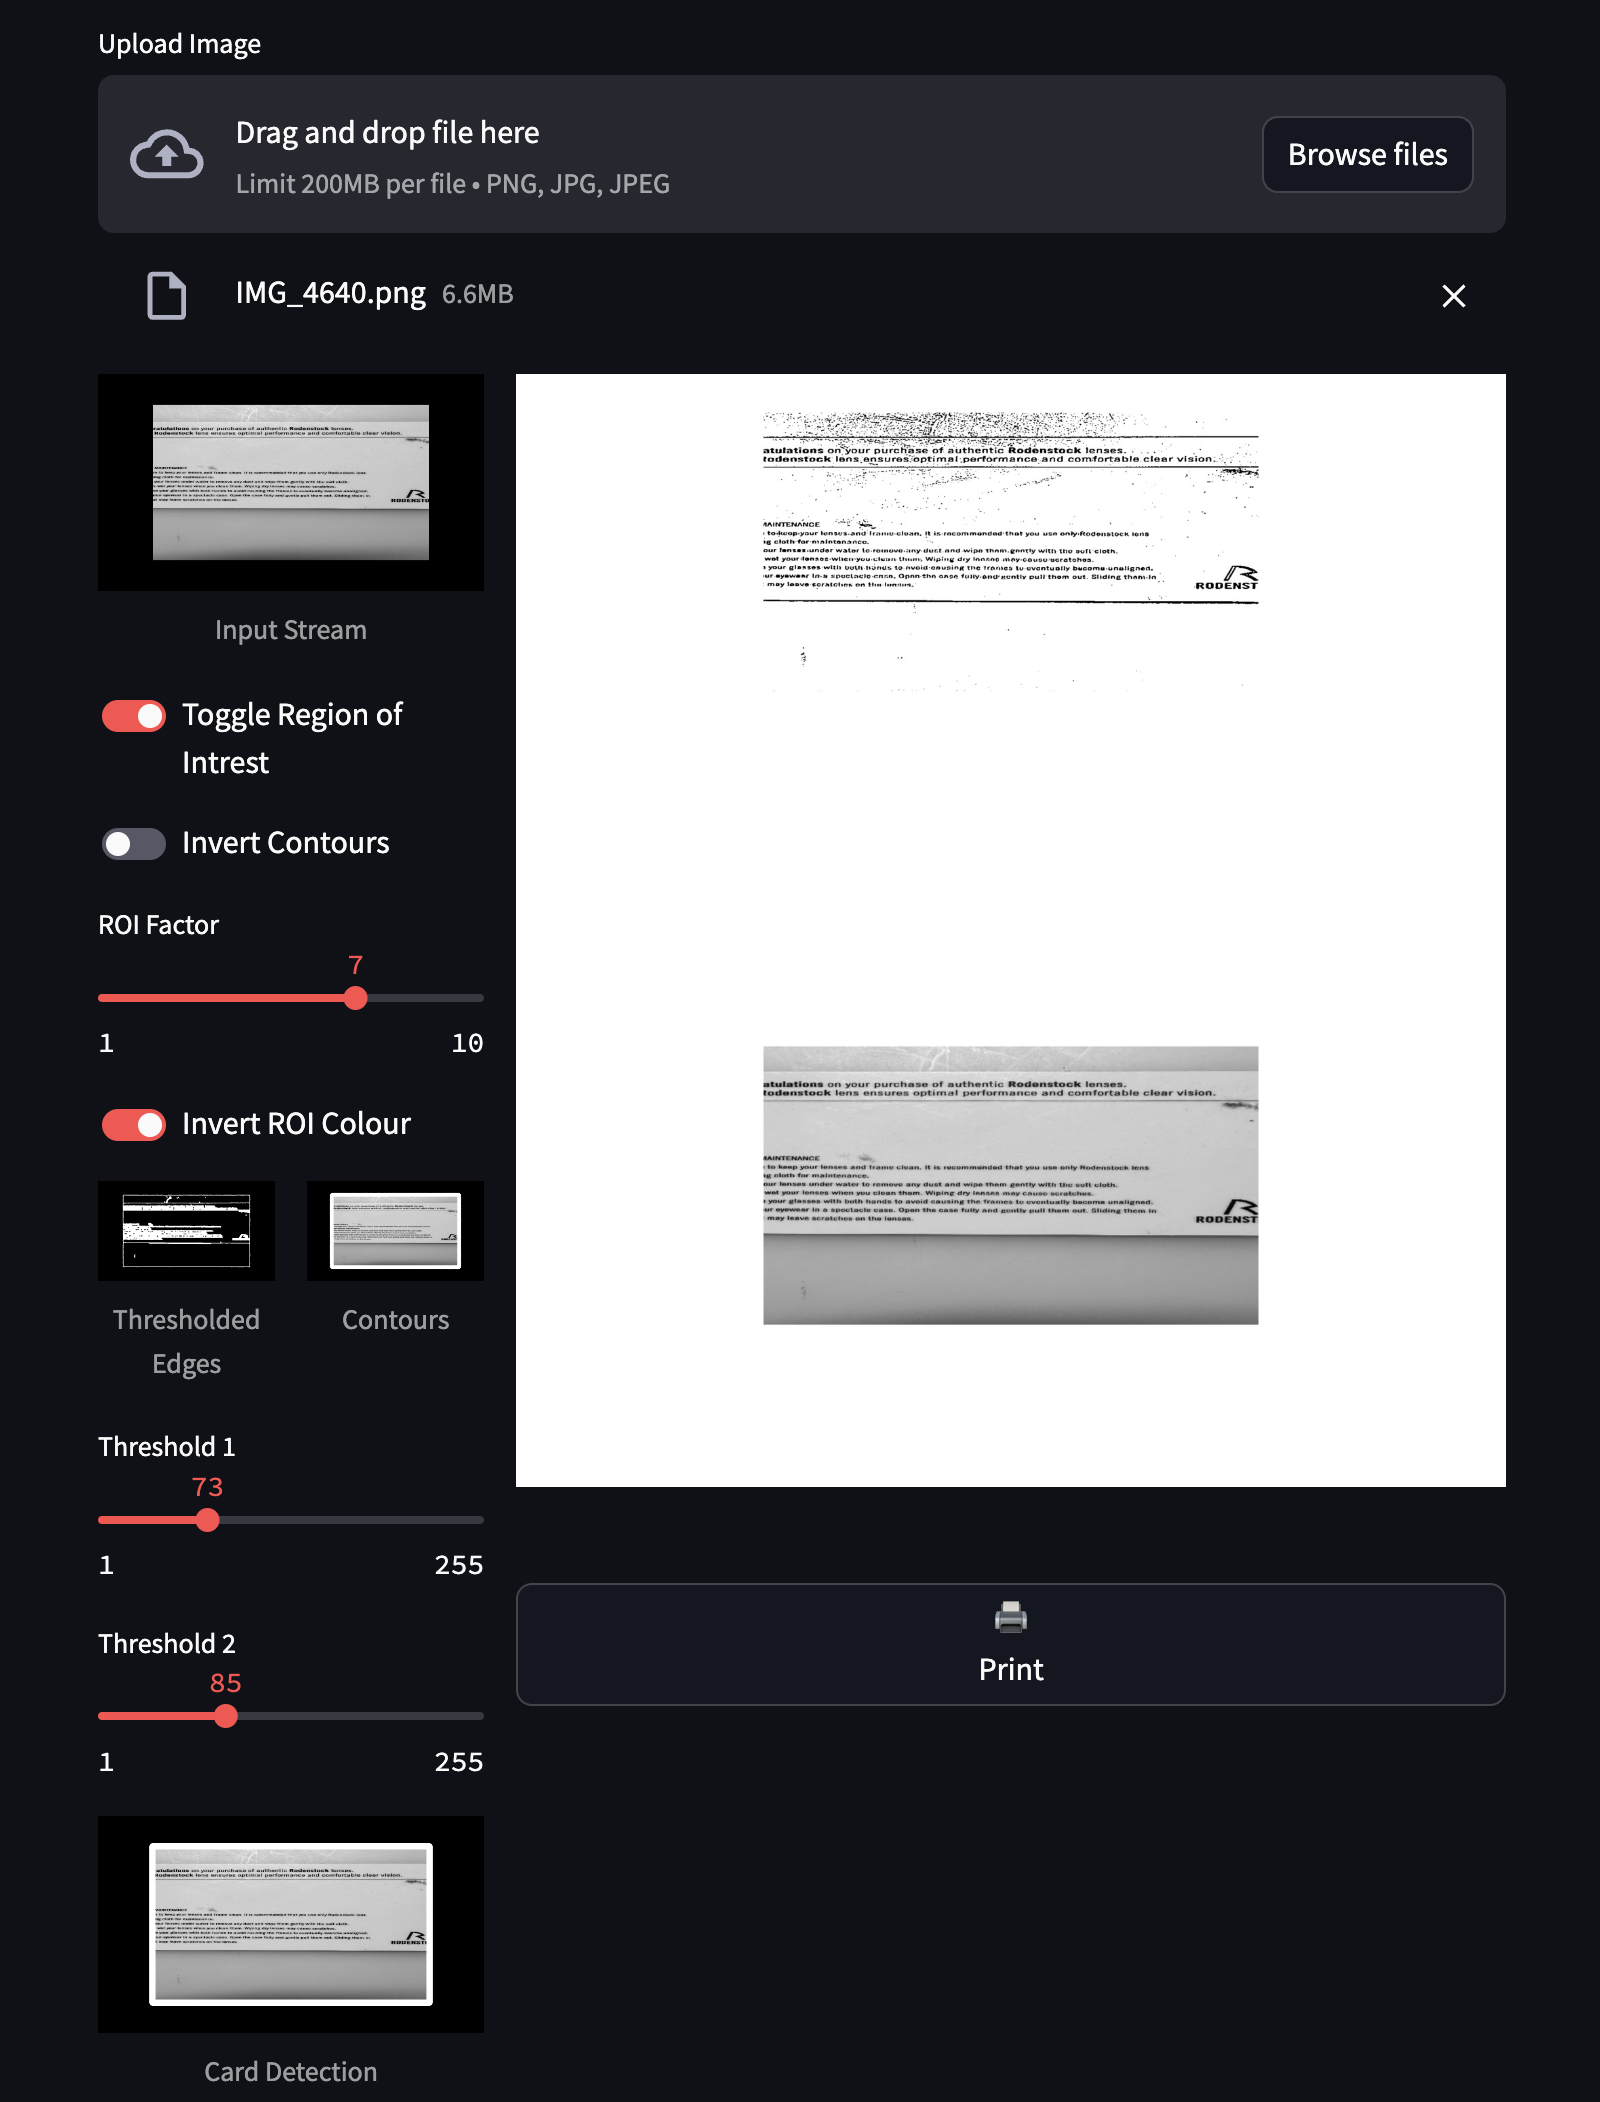 Upload Image
Drag and drop file here
Limit 200MB per file • PNG, JPG, JPEG
Browse files
IMG_4640.png 6.6MB
Input Stream
Toggle Region of
Intrest
Invert Contours
ROI Factor
7
1 10
Invert ROI Colour
Thresholded
Edges
Contours
Threshold 1
73
1 255
Threshold 2
85
1 255
Card Detection
atulations on your purchase of authentic Rodenstock lenses.
Rodenstock lens ensures optimal performance and comfortable clear vision.
MAINTENANCE
to keep your lenses and frame clean. It is recommended that you use only Rodenstock lens
ng cloth for maintenance.
our lenses under water to remove any dust and wipe them gently with the soft cloth.
wet your lenses when you clean them. Wiping dry lenses may cause scratches.
your glasses with both hands to avoid causing the frames to eventually become unaligned.
ur eyewear in a spectacle case. Open the case fully and gently pull them out. Sliding them in
may leave scratches on the lenses.
R
RODENST
atulations on your purchase of authentic Rodenstock lenses.
Rodenstock lens ensures optimal performance and comfortable clear vision.
MAINTENANCE
to keep your lenses and frame clean. It is recommended that you use only Rodenstock lens
ng cloth for maintenance.
our lenses under water to remove any dust and wipe them gently with the soft cloth.
wet your lenses when you clean them. Wiping dry lenses may cause scratches.
your glasses with both hands to avoid causing the frames to eventually become unaligned.
ur eyewear in a spectacle case. Open the case fully and gently pull them out. Sliding them in
may leave scratches on the lenses.
R
RODENST
Print